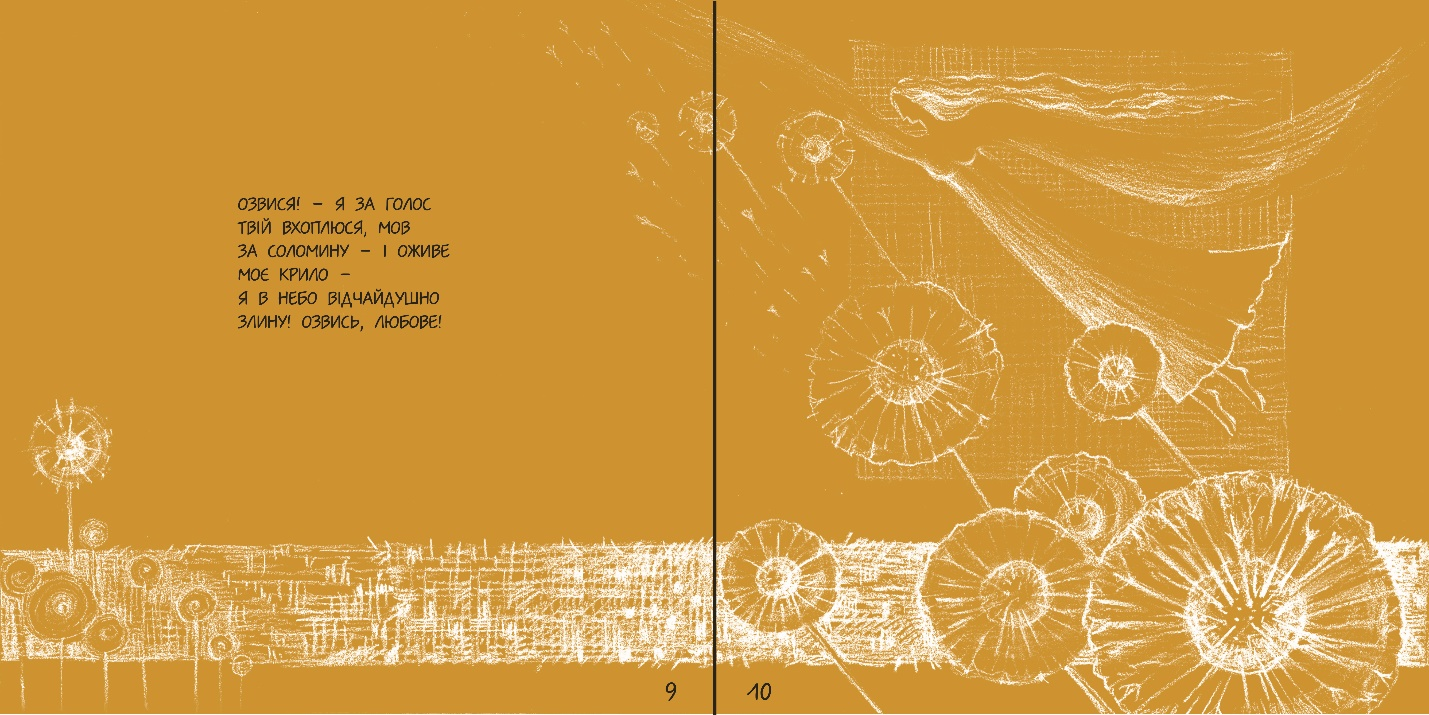 ОЗВИСЯ! – Я ЗА ГОЛОС
ТВІЙ ВХОПЛЮСЯ, МОВ
ЗА СОЛОМИНУ – І ОЖИВЕ
МОЄ КРИЛО –
Я В НЕБО ВІДЧАЙДУШНО
ЗЛИНУ! ОЗВИСЬ, ЛЮБОВЕ!
9
10